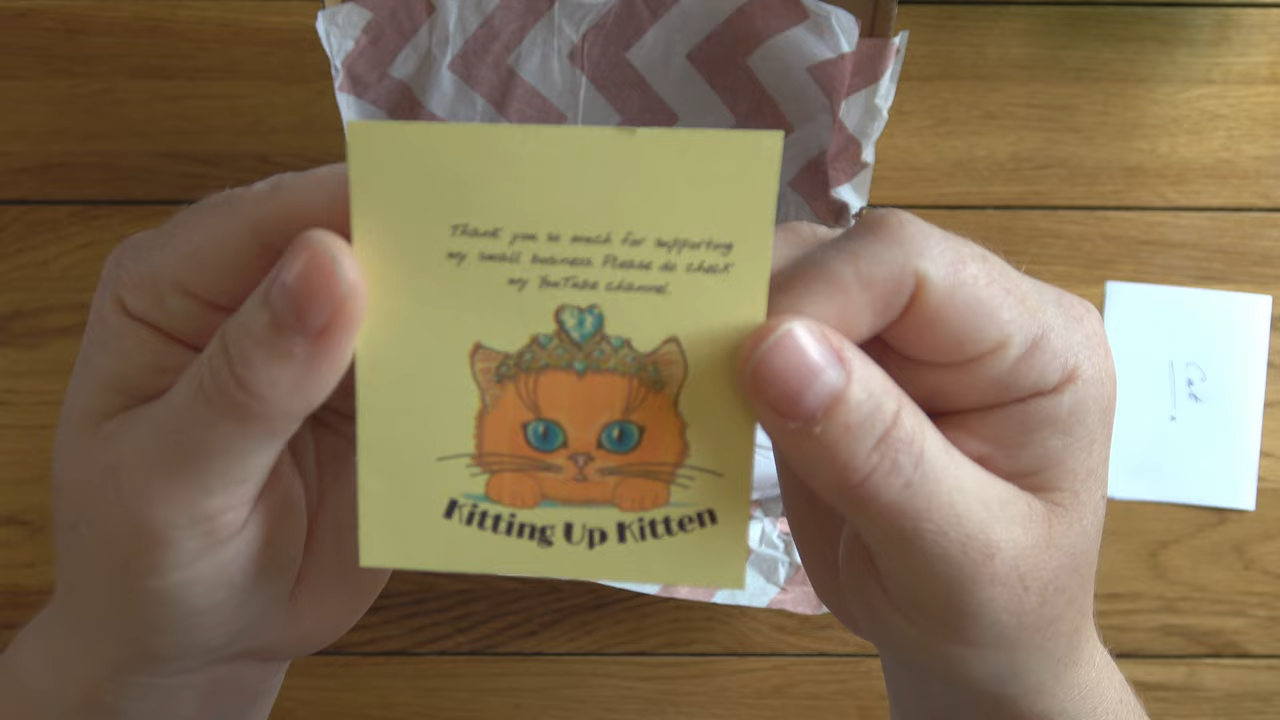 Thank you so much for supporting
my small business. Please do check
my YouTube channel.
Kitting Up Kitten